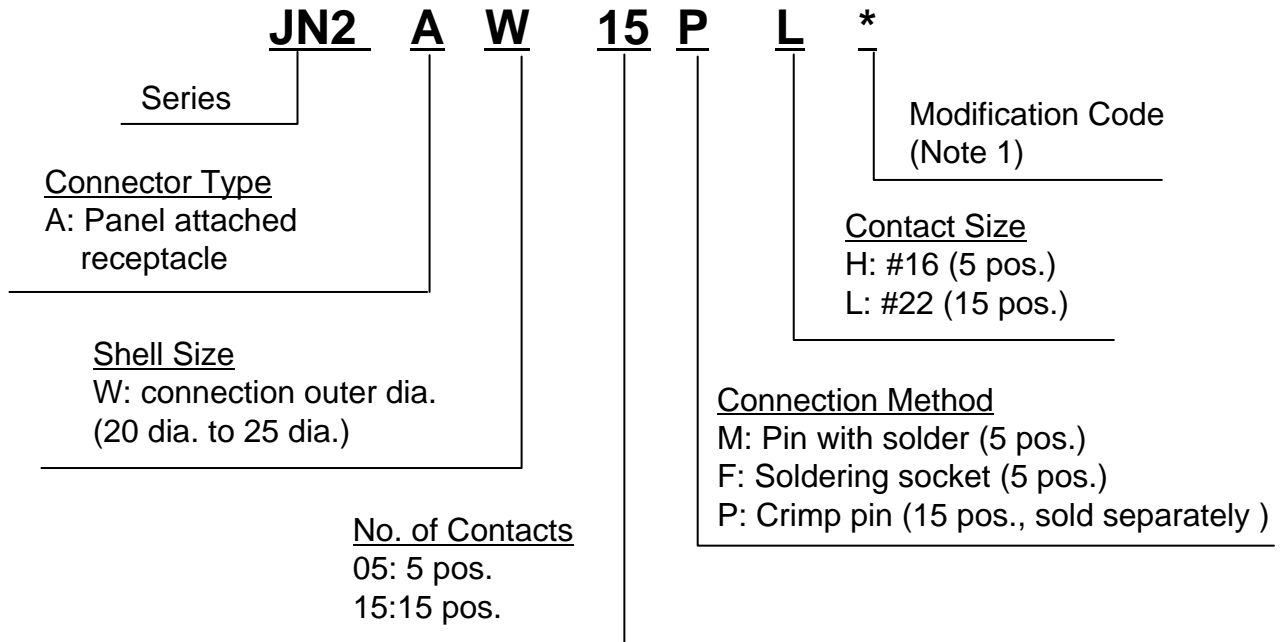 JN2 A W 15 P L *
Series
Modification Code
(Note 1)
Connector Type
A: Panel attached
receptacle
Contact Size
H: #16 (5 pos.)
L: #22 (15 pos.)
Shell Size
W: connection outer dia.
(20 dia. to 25 dia.)
Connection Method
M: Pin with solder (5 pos.)
F: Soldering socket (5 pos.)
P: Crimp pin (15 pos., sold separately )
No. of Contacts
05: 5 pos.
15:15 pos.